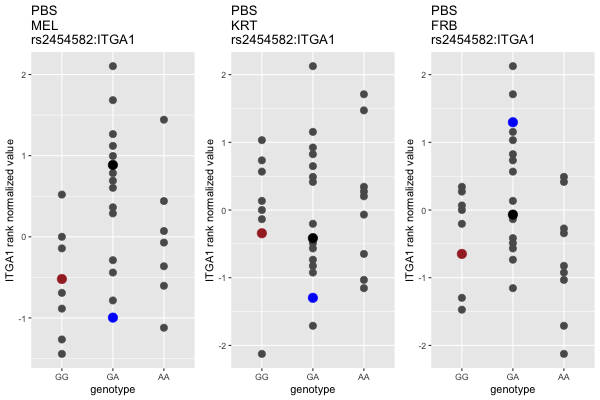 PBS
MEL
rs2454582:ITGA1
ITGA1 rank normalized value
2
1
0
-1
GG GA AA
genotype
PBS
KRT
rs2454582:ITGA1
ITGA1 rank normalized value
2
1
0
-1
-2
GG GA AA
genotype
PBS
FRB
rs2454582:ITGA1
ITGA1 rank normalized value
2
1
0
-1
-2
GG GA AA
genotype